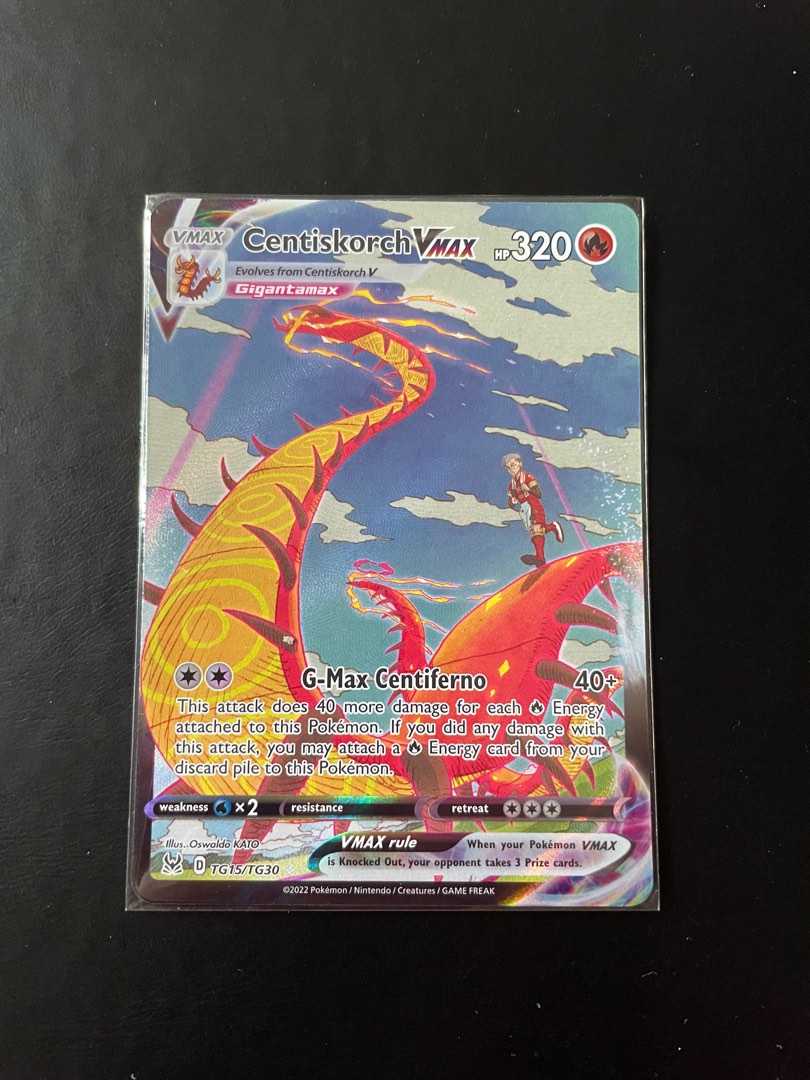 VMAX CentiskorchVMAX HP320
Evolves from Centiskorch V
Gigantamax
G-Max Centiferno 40+
This attack does 40 more damage for each Energy
attached to this Pokémon. If you did any damage with
this attack, you may attach a Energy card from your
discard pile to this Pokémon.
weakness ×2 resistance retreat
Illus. Oswaldo KATO
VMAX rule When your Pokémon VMAX
is Knocked Out, your opponent takes 3 Prize cards.
D TG15/TG30
©2022 Pokémon / Nintendo / Creatures / GAME FREAK